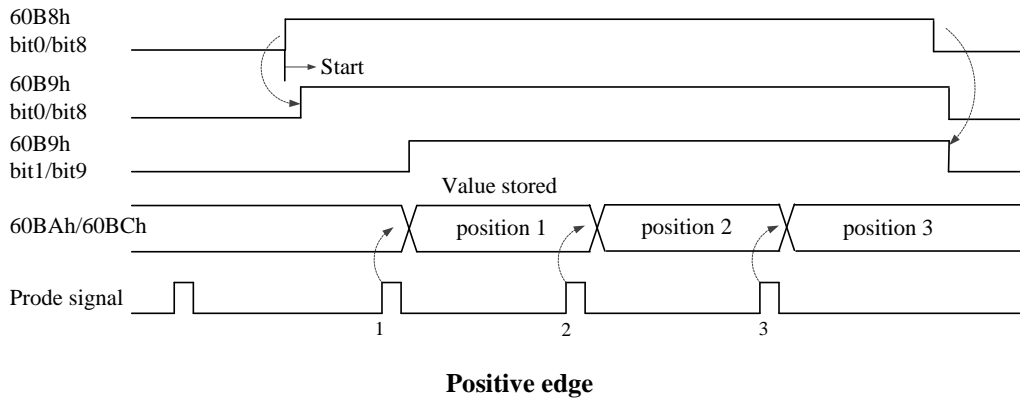 60B8h
bit0/bit8
Start
60B9h
bit0/bit8
60B9h
bit1/bit9
Value stored
60BAh/60BCh
position 1
position 2
position 3
Prode signal
1
2
3
Positive edge